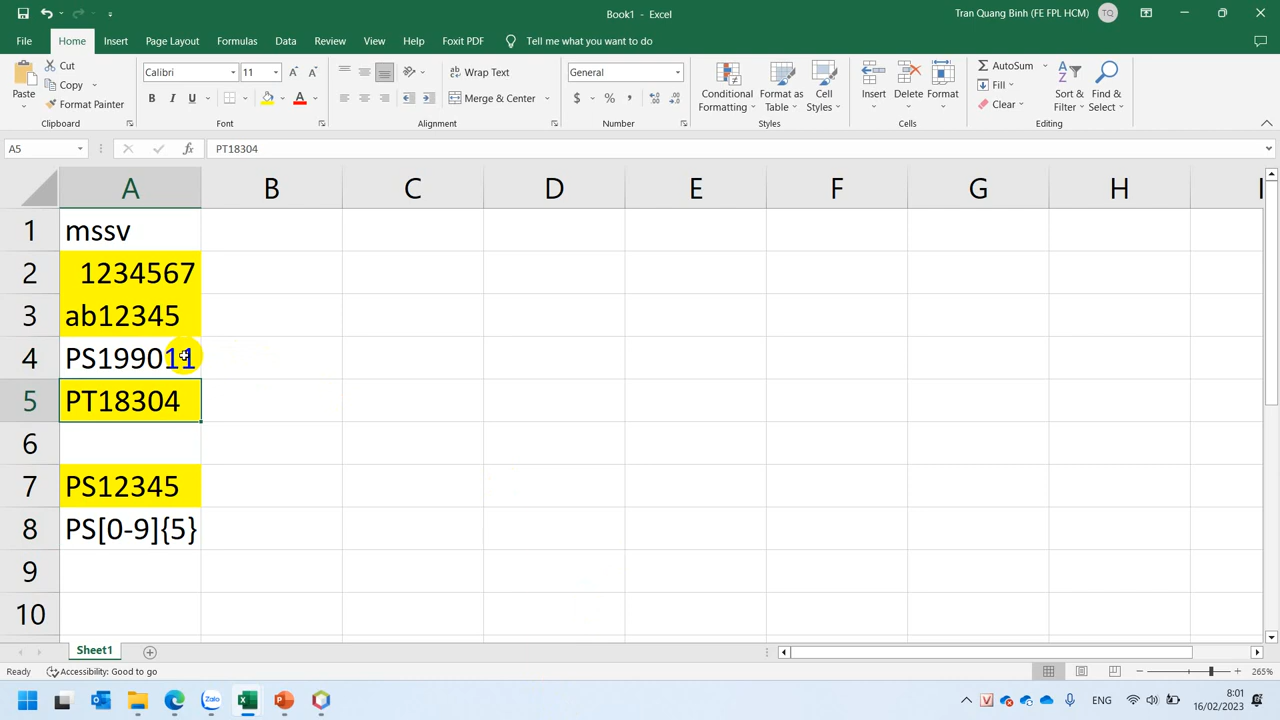 Book1 - Excel
Tran Quang Binh (FE FPL HCM) TQ
File Home Insert Page Layout Formulas Data Review View Help Foxit PDF Tell me what you want to do
Paste
Cut
Copy
Format Painter
Clipboard
Calibri 11
B I U
Font
Wrap Text
Merge & Center
Alignment
General
$ % ,
Number
Conditional Formatting
Format as Table
Cell Styles
Styles
Insert
Delete
Format
Cells
AutoSum
Fill
Clear
Sort & Filter
Find & Select
Editing
A5 fx PT18304
A B C D E F G H I
1 mssv
2 1234567
3 ab12345
4 PS199011
5 PT18304
6
7 PS12345
8 PS[0-9]{5}
9
10
Sheet1
Ready Accessibility: Good to go 265%
Zalo ENG 8:01
16/02/2023